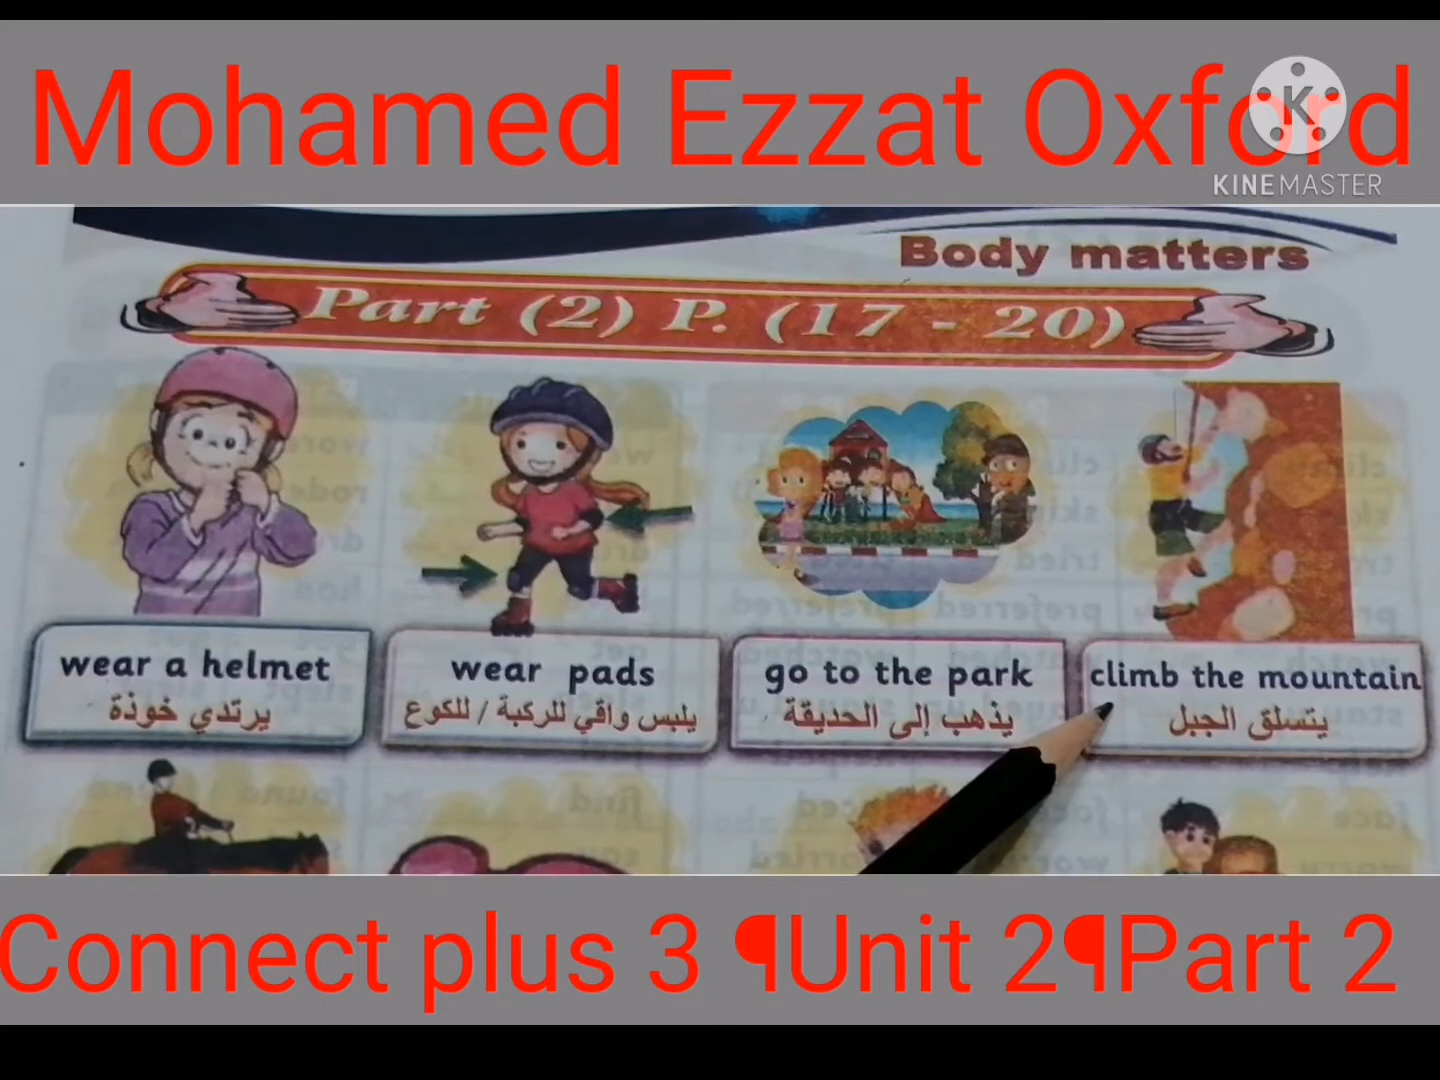 Mohamed Ezzat Oxford
K
KINEMASTER
Body matters
Part (2) P. (17 - 20)
wear a helmet
يرتدي خوذة
wear pads
يلبس واقي للركبة / للكوع
go to the park
يذهب إلى الحديقة
climb the mountain
يتسلق الجبل
Connect plus 3 ¶Unit 2¶Part 2